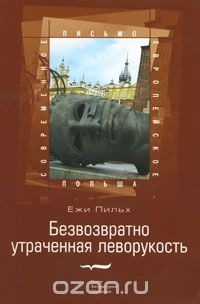 СОВРЕМЕННОЕ
ПИСЬМО
ЕВРОПЕЙСКОЕ
ПОЛЬША
Ежи Пильх
Безвозвратно
утраченная леворукость
ozon.ru